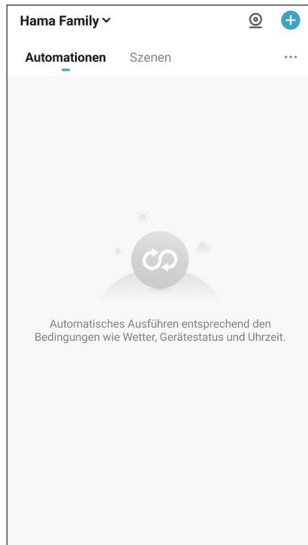 Hama Family
Automationen Szenen ...
Automatisches Ausführen entsprechend den
Bedingungen wie Wetter, Gerätestatus und Uhrzeit.